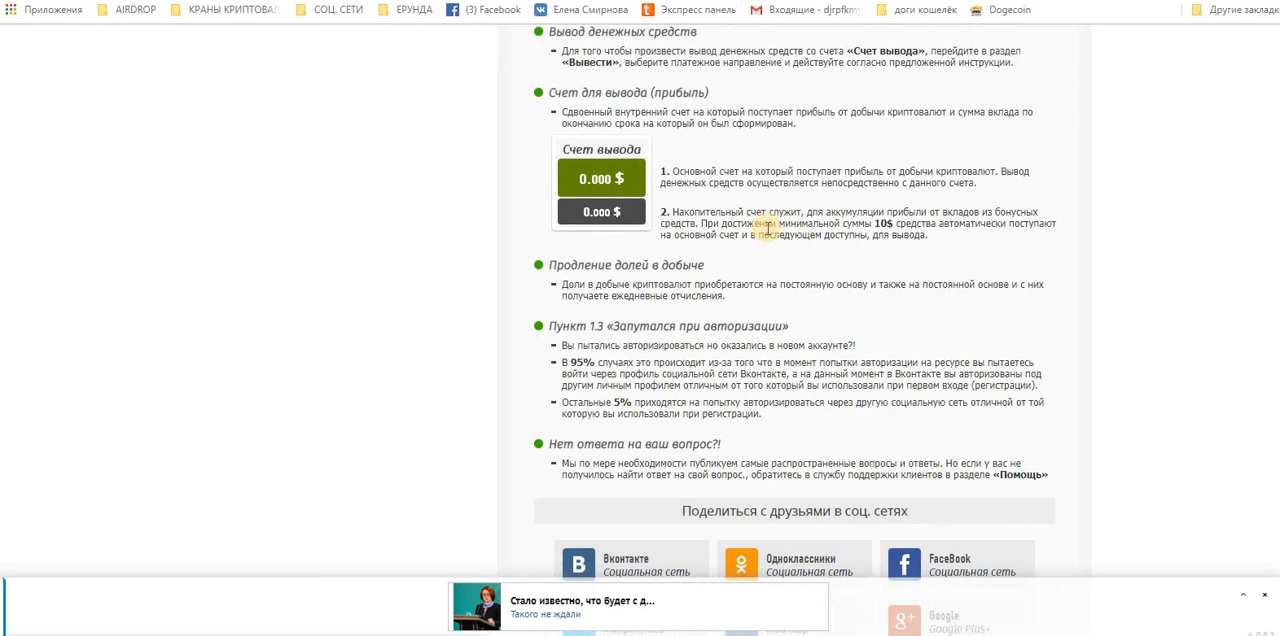 Приложения AIRDROP КРАНЫ КРИПТОВАЛ СОЦ. СЕТИ ЕРУНДА (3) Facebook Елена Смирнова Экспресс панель Входящие - djrpfkmy доги кошелёк Dogecoin Другие закладк
Вывод денежных средств
Для того чтобы произвести вывод денежных средств со счета «Счет вывода», перейдите в раздел
«Вывести», выберите платежное направление и действуйте согласно предложенной инструкции.
Счет для вывода (прибыль)
Сдвоенный внутренний счет на который поступает прибыль от добычи криптовалют и сумма вклада по
окончанию срока на который он был сформирован.
Счет вывода
0.000 $
0.000 $
1. Основной счет на который поступает прибыль от добычи криптовалют. Вывод
денежных средств осуществляется непосредственно с данного счета.
2. Накопительный счет служит, для аккумуляции прибыли от вкладов из бонусных
средств. При достижении минимальной суммы 10$ средства автоматически поступают
на основной счет и в последующем доступны, для вывода.
Продление долей в добыче
Доли в добыче криптовалют приобретаются на постоянную основу и также на постоянной основе и с них
получаете ежедневные отчисления.
Пункт 1.3 «Запутался при авторизации»
Вы пытались авторизироваться но оказались в новом аккаунте?!
В 95% случаях это происходит из-за того что в момент попытки авторизации на ресурсе вы пытаетесь
войти через профиль социальной сети Вконтакте, а на данный момент в Вконтакте вы авторизованы под
другим личным профилем отличным от того который вы использовали при первом входе (регистрации).
Остальные 5% приходятся на попытку авторизироваться через другую социальную сеть отличной от той
которую вы использовали при регистрации.
Нет ответа на ваш вопрос?!
Мы по мере необходимости публикуем самые распространенные вопросы и ответы. Но если у вас не
получилось найти ответ на свой вопрос., обратитесь в службу поддержки клиентов в разделе «Помощь»
Поделиться с друзьями в соц. сетях
Вконтакте
Социальная сеть
Одноклассники
Социальная сеть
FaceBook
Социальная сеть
Стало известно, что будет с д...
Такого не ждали
Google
Google Plus+